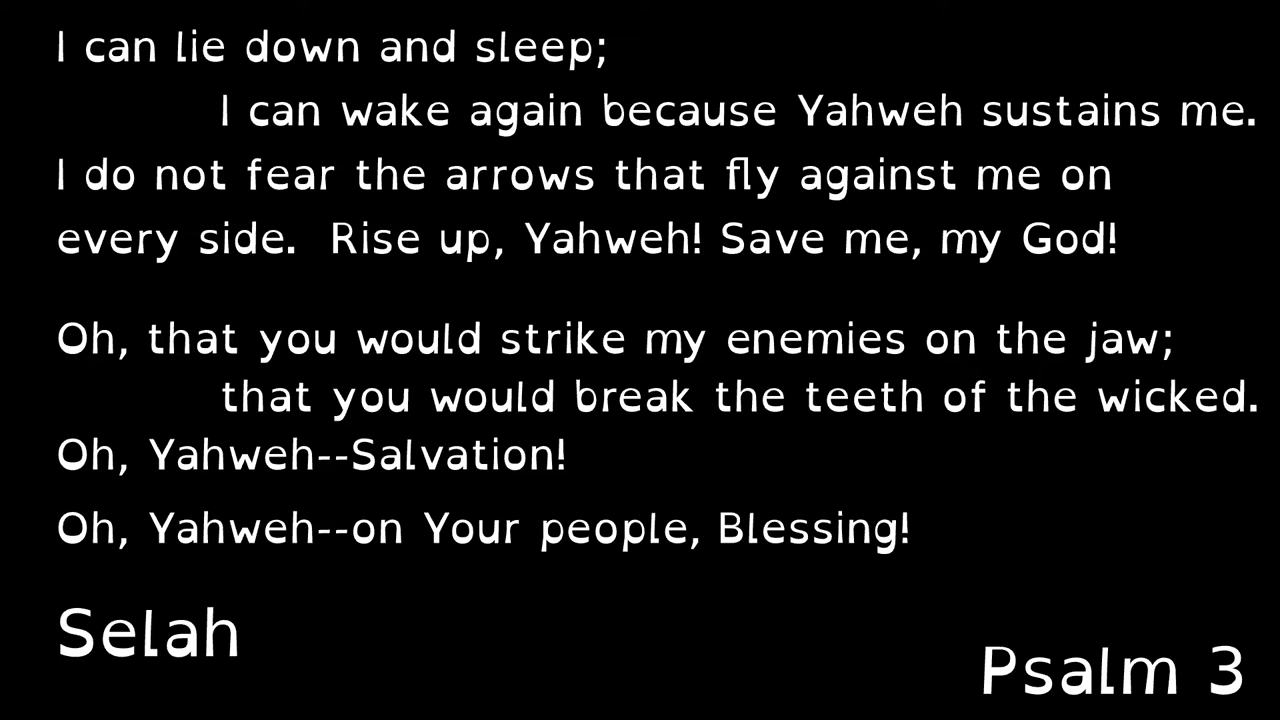 I can lie down and sleep;
I can wake again because Yahweh sustains me.
I do not fear the arrows that fly against me on
every side.  Rise up, Yahweh! Save me, my God!
Oh, that you would strike my enemies on the jaw;
that you would break the teeth of the wicked.
Oh, Yahweh--Salvation!
Oh, Yahweh--on Your people, Blessing!
Selah
Psalm 3